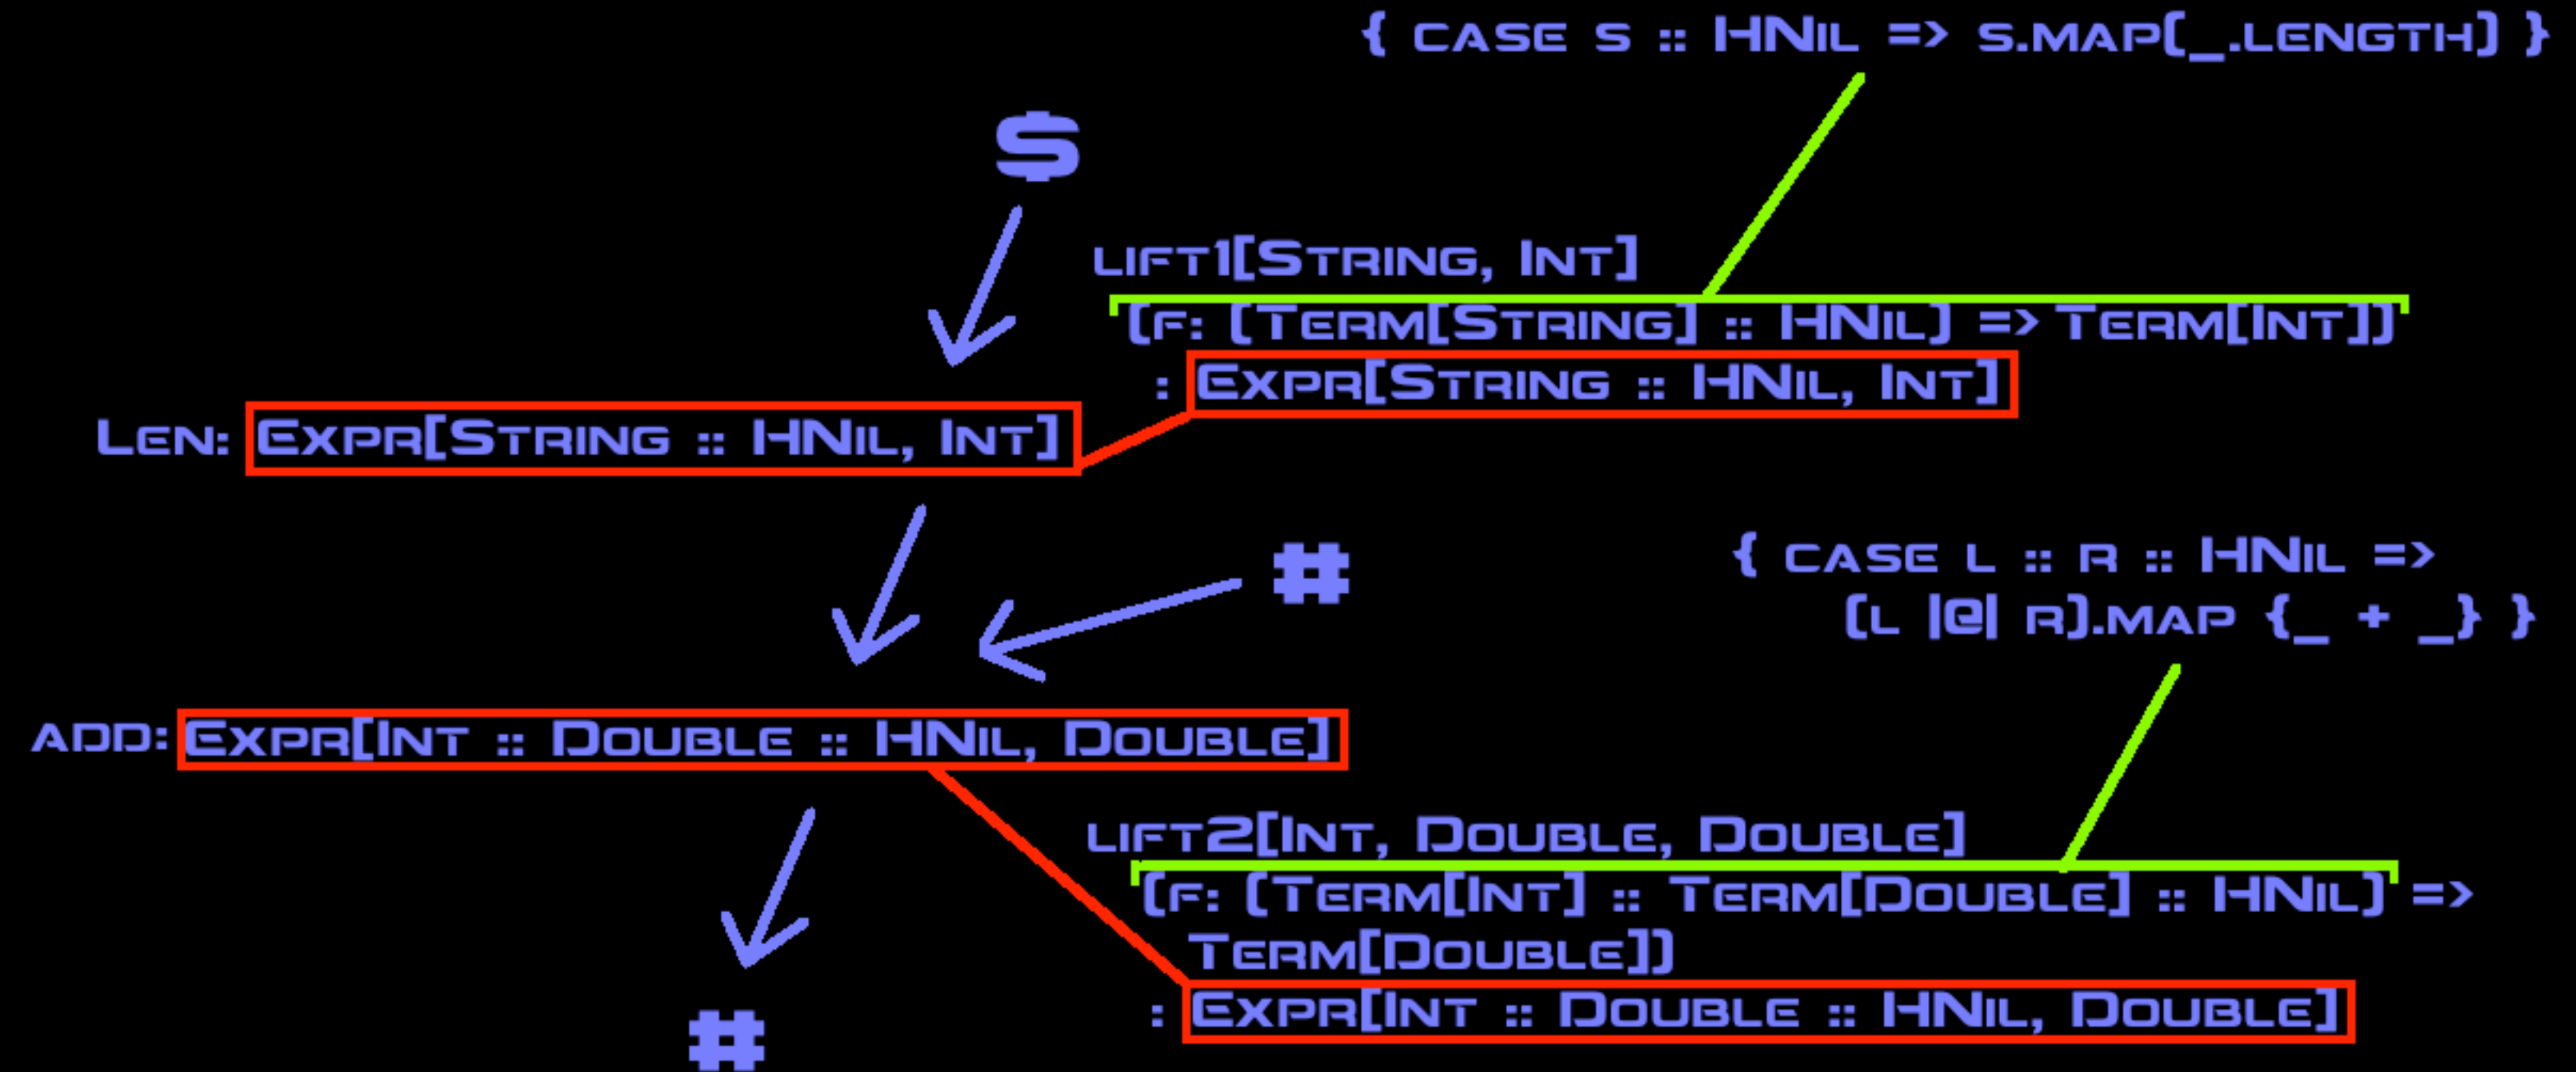 { case s :: HNil => s.map(_.length) }
$
lift1[String, Int]
(f: (Term[String] :: HNil) => Term[Int])
: Expr[String :: HNil, Int]
Len: Expr[String :: HNil, Int]
#
{ case l :: r :: HNil =>
(l |@| r).map {_ + _} }
add: Expr[Int :: Double :: HNil, Double]
lift2[Int, Double, Double]
(f: (Term[Int] :: Term[Double] :: HNil) =>
Term[Double])
: Expr[Int :: Double :: HNil, Double]
#